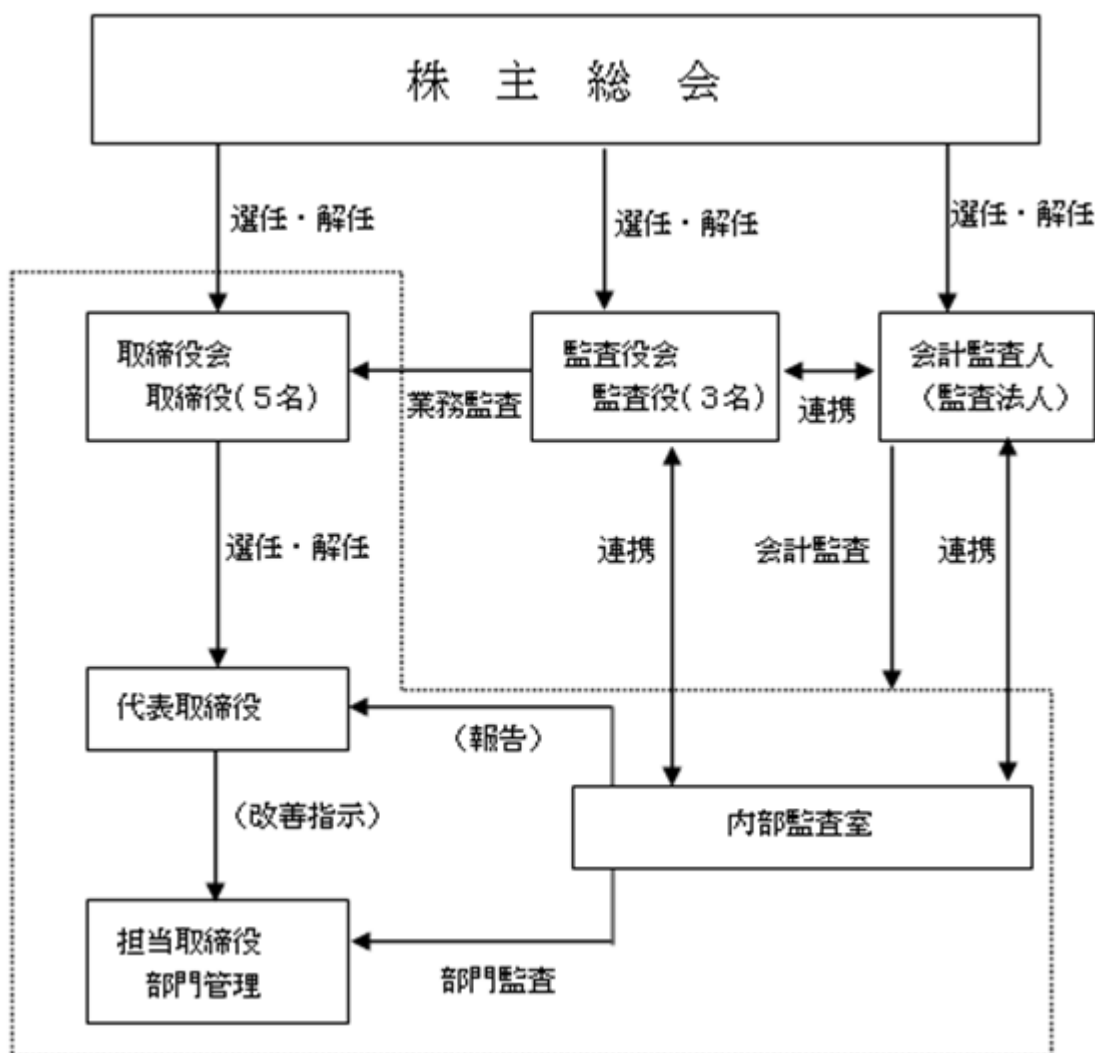 株 主 総 会
選任・解任
選任・解任
選任・解任
取締役会
取締役(５名)
業務監査
監査役会
監査役(３名)
連携
会計監査人
(監査法人)
選任・解任
連携
会計監査
連携
代表取締役
(報告)
(改善指示)
内部監査室
担当取締役
部門管理
部門監査